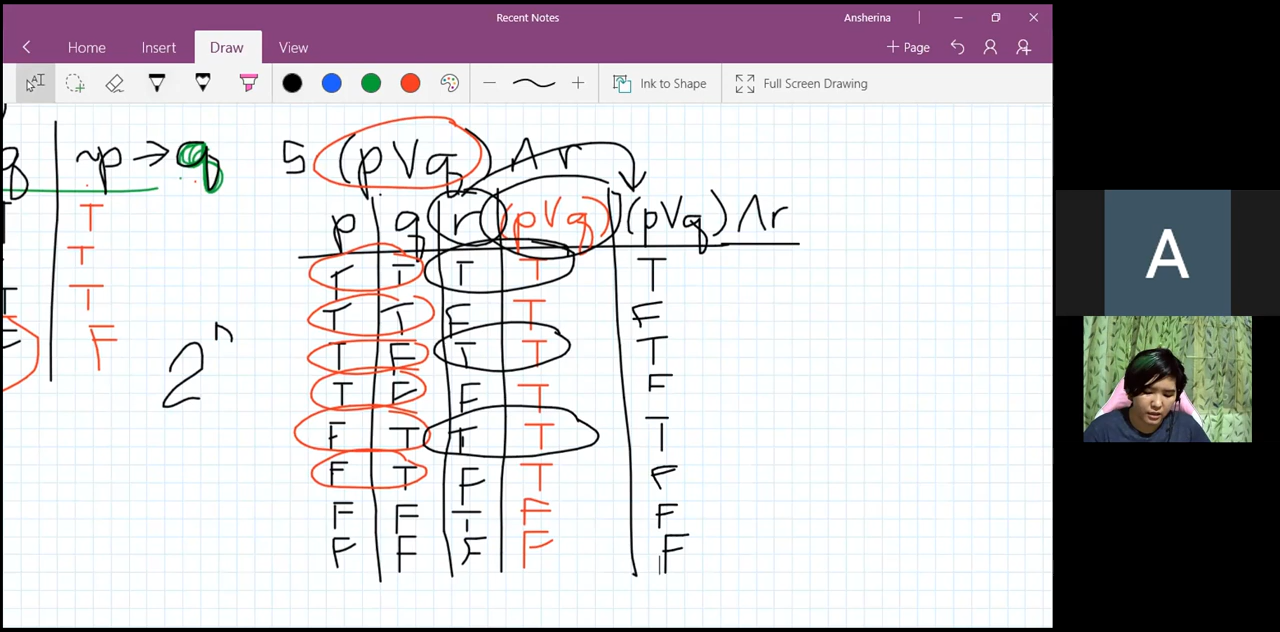 Recent Notes
Ansherina
Home Insert Draw View
+ Page
Ink to Shape
Full Screen Drawing
q ~p → q
T
T
T
F
2ⁿ
5 (p V q) Λ r
p q r (p V q) (p V q) Λ r
T T T T T
T T F T F
T F T T T
T F F T F
F T T T T
F T F T F
F F T F F
F F F F F
A